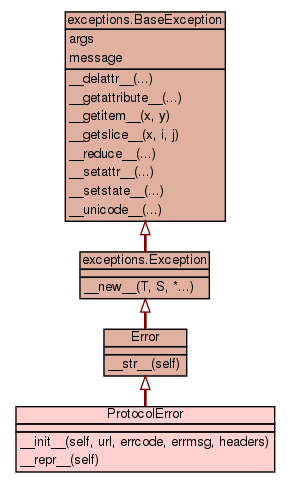 exceptions.BaseException
args
message
__delattr__(...)
__getattribute__(...)
__getitem__(x, y)
__getslice__(x, i, j)
__reduce__(...)
__setattr__(...)
__setstate__(...)
__unicode__(...)
exceptions.Exception
__new__(T, S, *...)
Error
__str__(self)
ProtocolError
__init__(self, url, errcode, errmsg, headers)
__repr__(self)